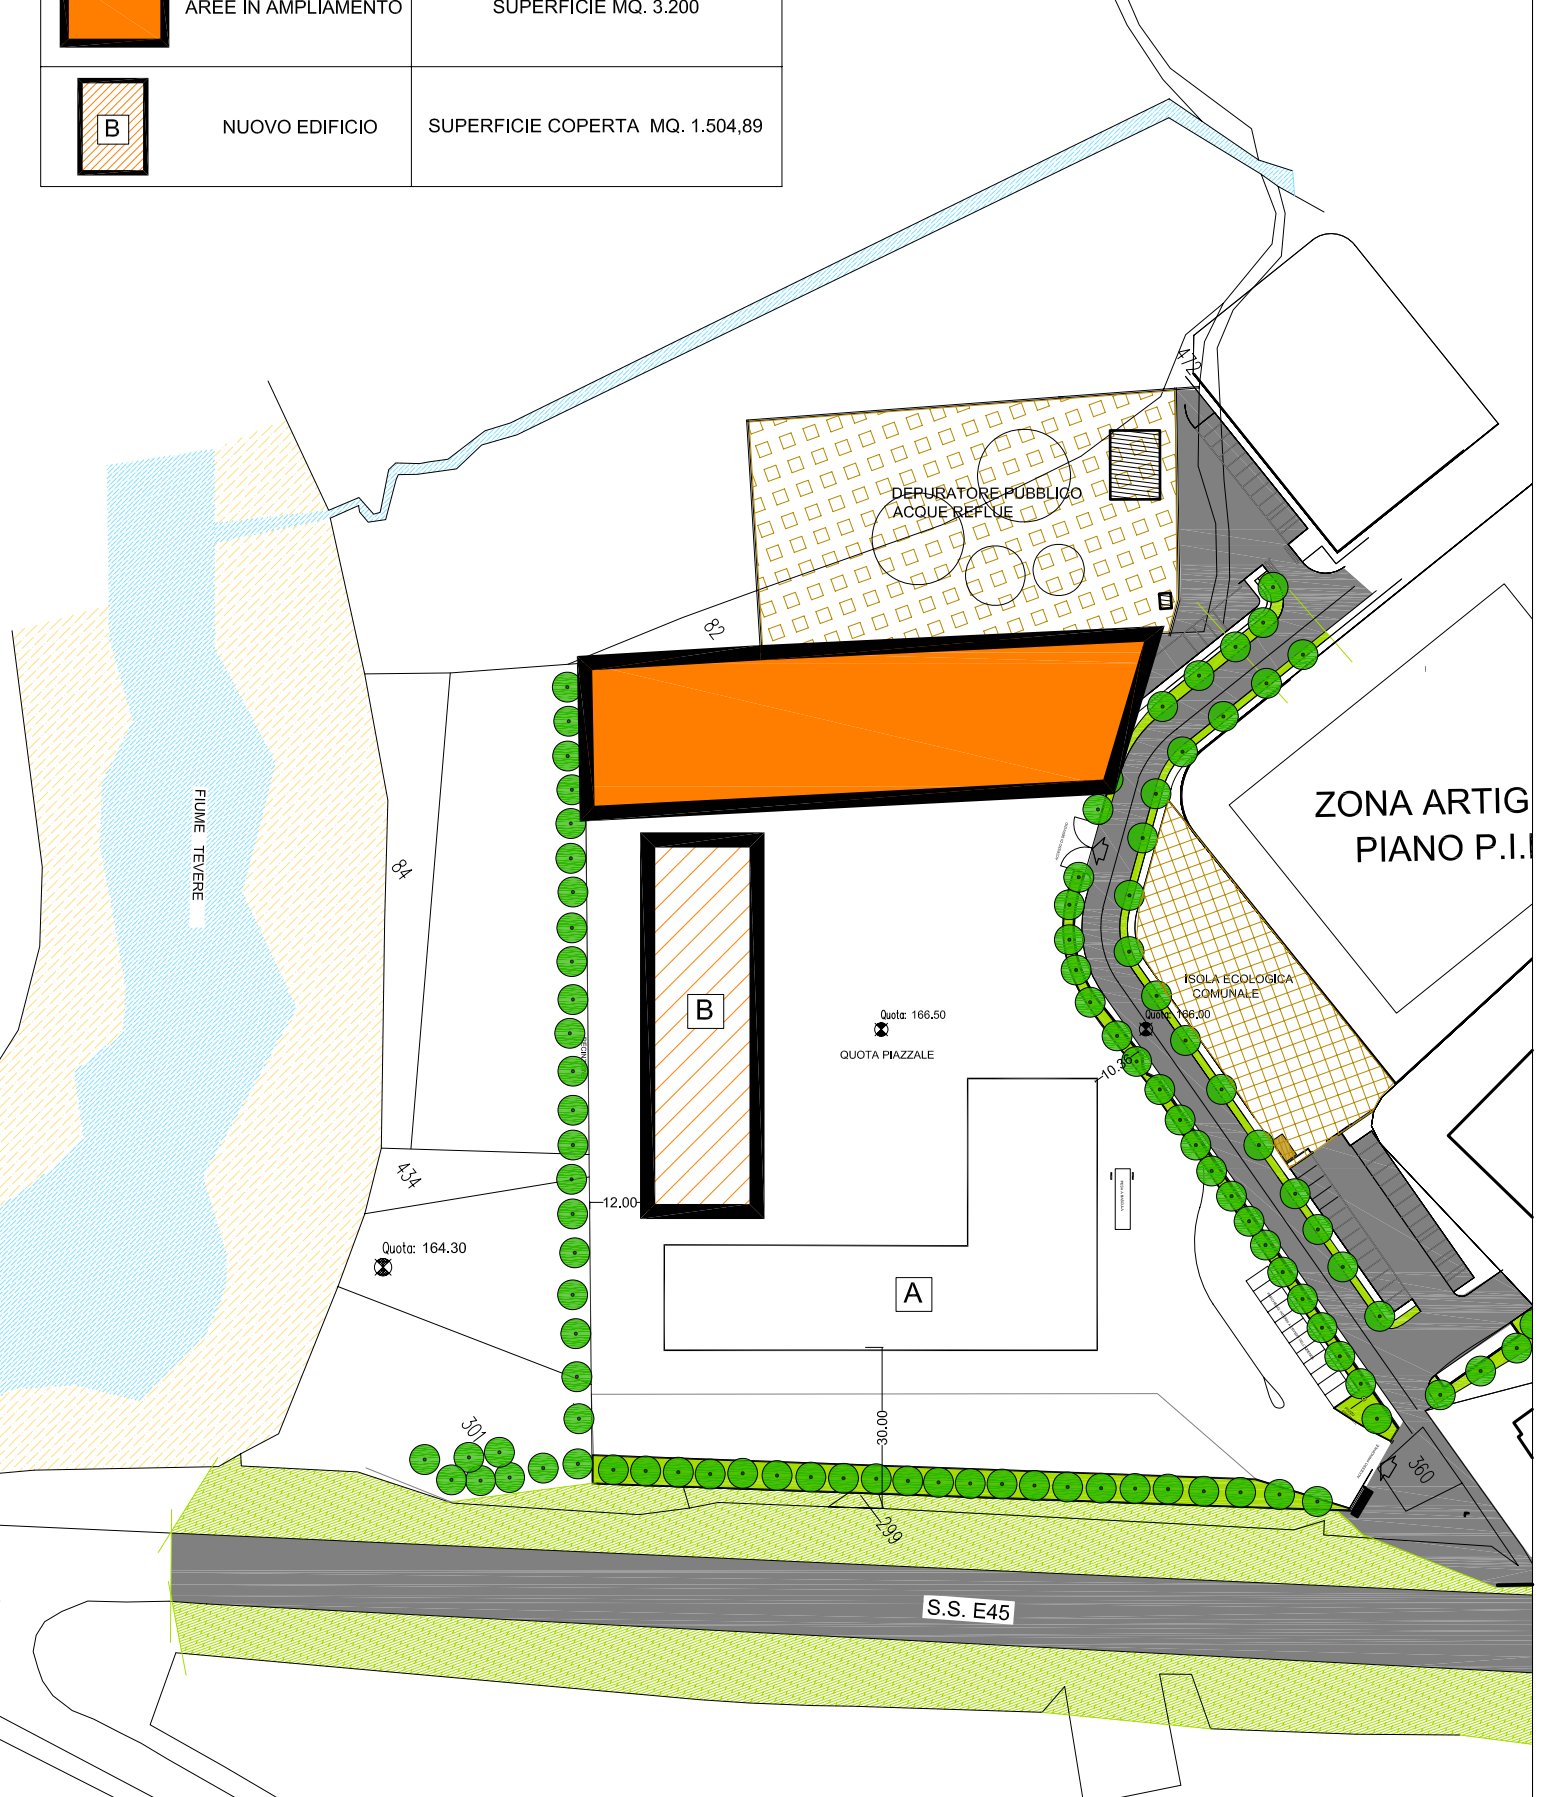 AREE IN AMPLIAMENTO
SUPERFICIE MQ. 3.200
B
NUOVO EDIFICIO
SUPERFICIE COPERTA MQ. 1.504,89
472
DEPURATORE PUBBLICO
ACQUE REFLUE
82
ZONA ARTIG
PIANO P.I.
FIUME TEVERE
84
ISOLA ECOLOGICA
COMUNALE
B
Quota: 166.50
Quota: 166.00
QUOTA PIAZZALE
10.36
434
12.00
Quota: 164.30
A
301
30.00
360
299
S.S. E45